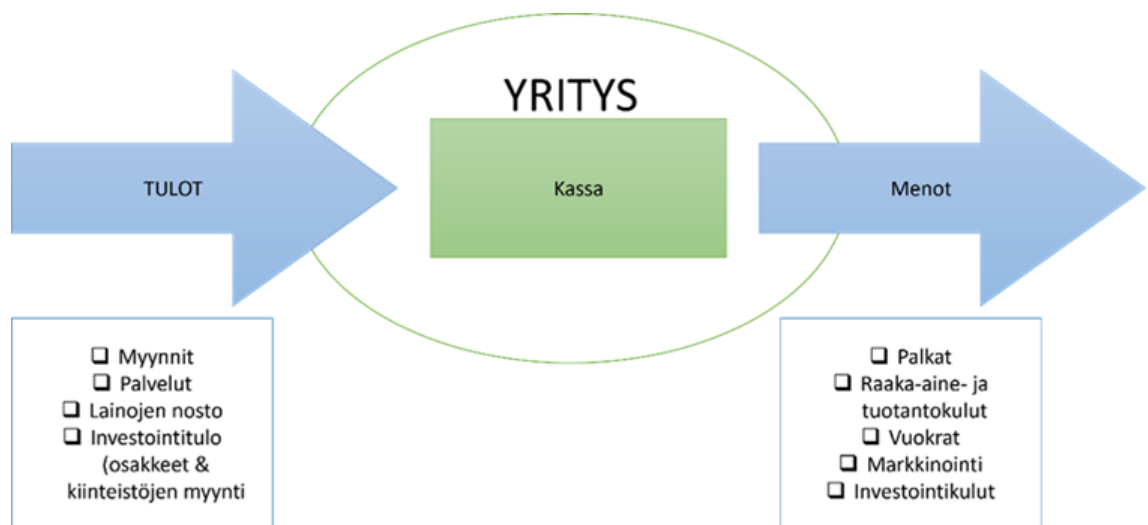 YRITYS
TULOT
Kassa
Menot
❑ Myynnit
❑ Palvelut
❑ Lainojen nosto
❑ Investointitulo
(osakkeet &
kiinteistöjen myynti
❑ Palkat
❑ Raaka-aine- ja
tuotantokulut
❑ Vuokrat
❑ Markkinointi
❑ Investointikulut